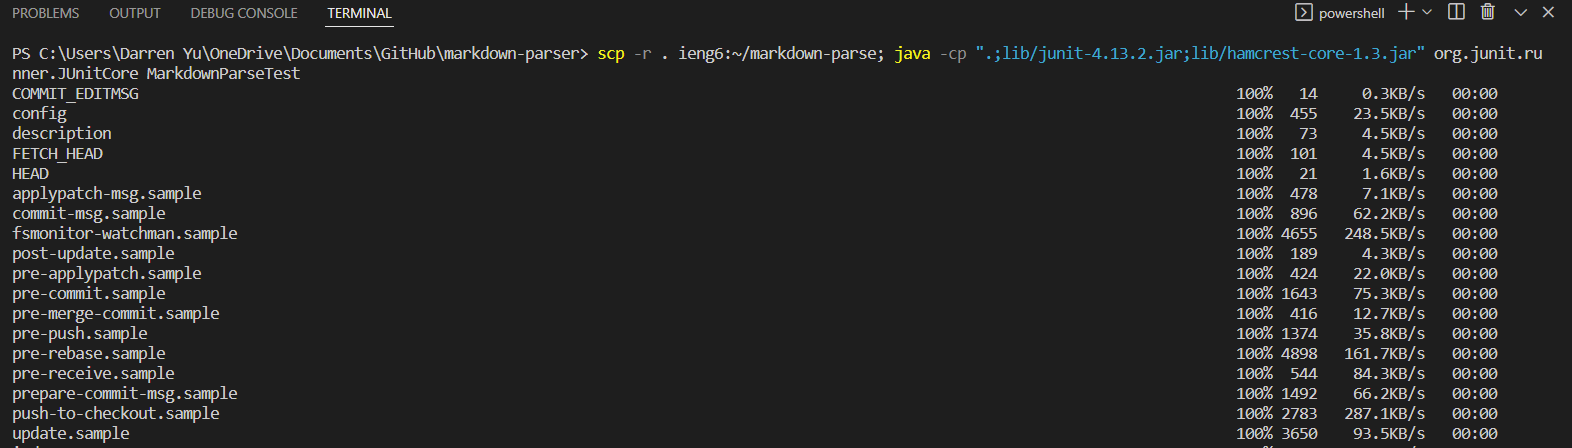 PROBLEMS OUTPUT DEBUG CONSOLE TERMINAL powershell
PS C:\Users\Darren Yu\OneDrive\Documents\GitHub\markdown-parser> scp -r . ieng6:~/markdown-parse; java -cp ".;lib/junit-4.13.2.jar;lib/hamcrest-core-1.3.jar" org.junit.ru
nner.JUnitCore MarkdownParseTest
COMMIT_EDITMSG 100% 14 0.3KB/s 00:00
config 100% 455 23.5KB/s 00:00
description 100% 73 4.5KB/s 00:00
FETCH_HEAD 100% 101 4.5KB/s 00:00
HEAD 100% 21 1.6KB/s 00:00
applypatch-msg.sample 100% 478 7.1KB/s 00:00
commit-msg.sample 100% 896 62.2KB/s 00:00
fsmonitor-watchman.sample 100% 4655 248.5KB/s 00:00
post-update.sample 100% 189 4.3KB/s 00:00
pre-applypatch.sample 100% 424 22.0KB/s 00:00
pre-commit.sample 100% 1643 75.3KB/s 00:00
pre-merge-commit.sample 100% 416 12.7KB/s 00:00
pre-push.sample 100% 1374 35.8KB/s 00:00
pre-rebase.sample 100% 4898 161.7KB/s 00:00
pre-receive.sample 100% 544 84.3KB/s 00:00
prepare-commit-msg.sample 100% 1492 66.2KB/s 00:00
push-to-checkout.sample 100% 2783 287.1KB/s 00:00
update.sample 100% 3650 93.5KB/s 00:00